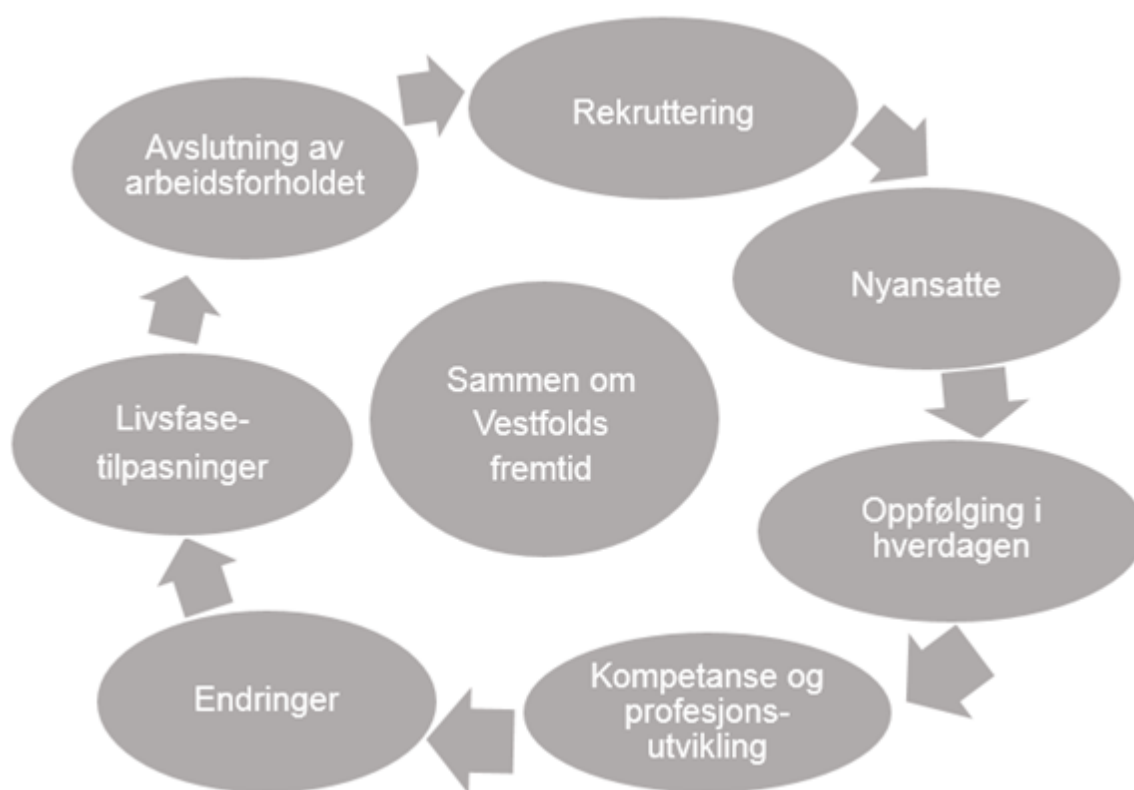 Rekruttering
Nyansatte
Oppfølging i
hverdagen
Kompetanse og
profesjons-
utvikling
Endringer
Livsfase-
tilpasninger
Avslutning av
arbeidsforholdet
Sammen om
Vestfolds
fremtid